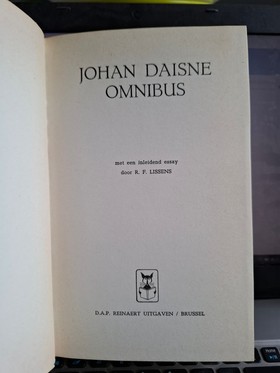 JOHAN DAISNE
OMNIBUS
met een inleidend essay
door R. F. LISSENS
D.A.P. REINAERT UITGAVEN / BRUSSEL